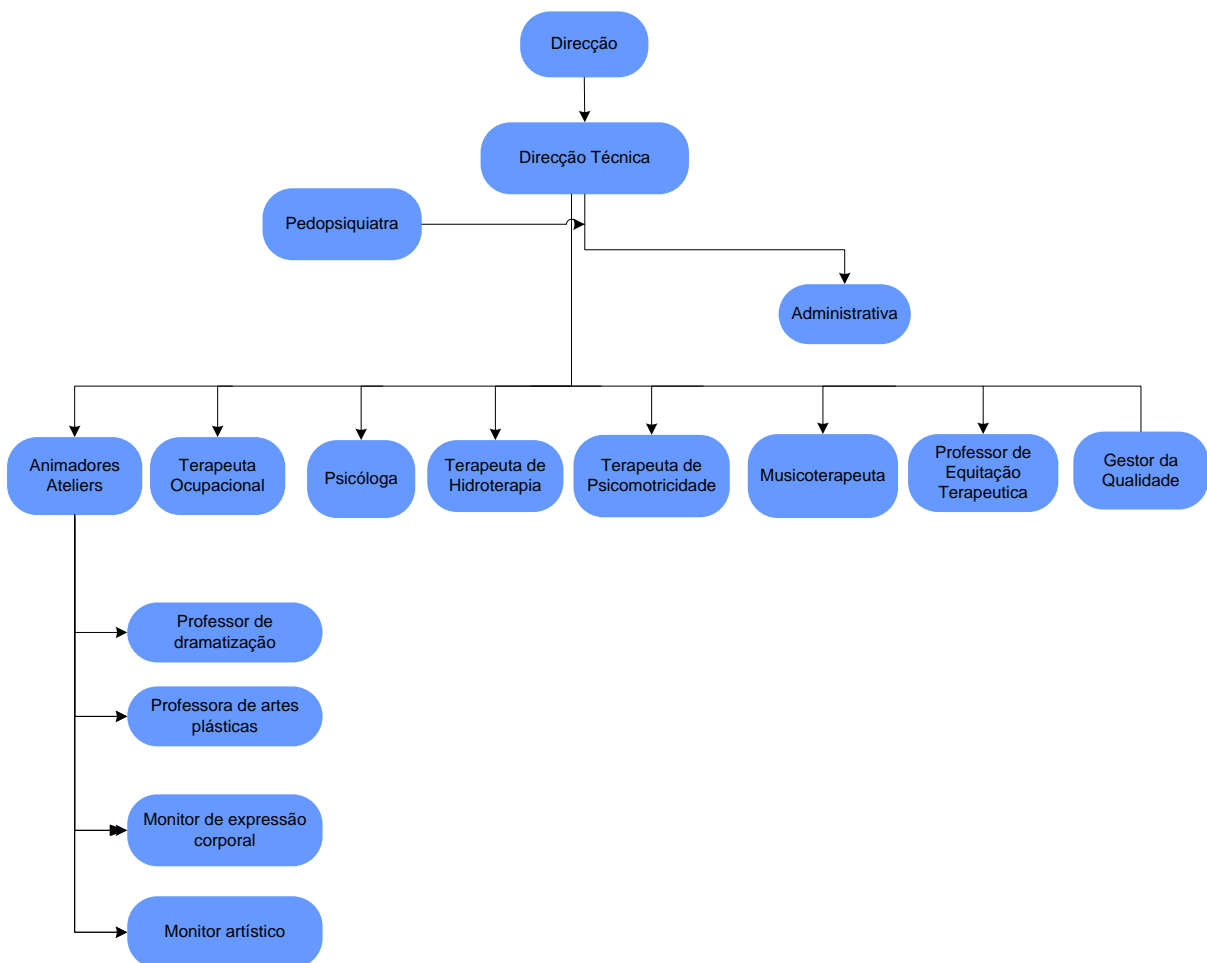 Direcção
Direcção Técnica
Pedopsiquiatra
Administrativa
Animadores
Ateliers
Terapeuta
Ocupacional
Psicóloga
Terapeuta de
Hidroterapia
Terapeuta de
Psicomotricidade
Musicoterapeuta
Professor de
Equitação
Terapeutica
Gestor da
Qualidade
Professor de
dramatização
Professora de artes
plásticas
Monitor de expressão
corporal
Monitor artístico